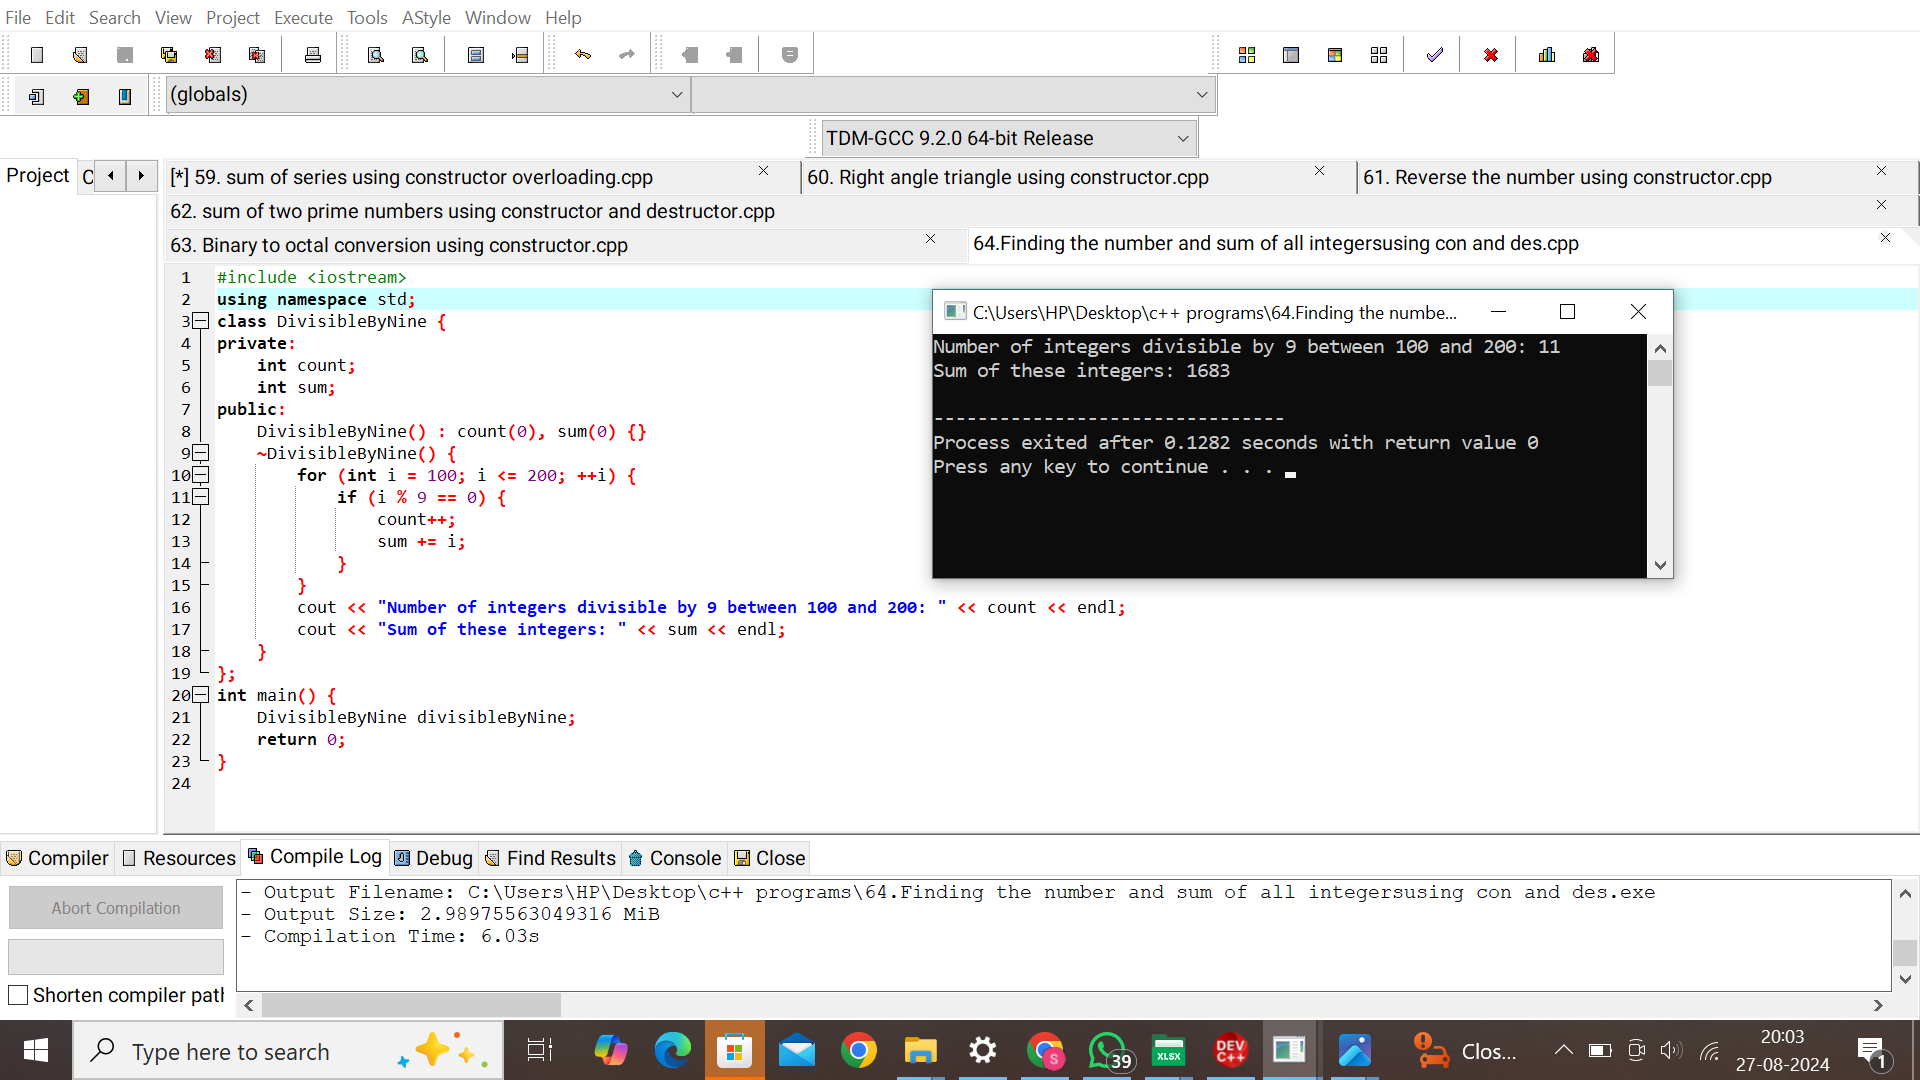 File Edit Search View Project Execute Tools AStyle Window Help
(globals)
TDM-GCC 9.2.0 64-bit Release
Project C
[*] 59. sum of series using constructor overloading.cpp
60. Right angle triangle using constructor.cpp
61. Reverse the number using constructor.cpp
62. sum of two prime numbers using constructor and destructor.cpp
63. Binary to octal conversion using constructor.cpp
64.Finding the number and sum of all integersusing con and des.cpp
1 #include <iostream>
2 using namespace std;
3 class DivisibleByNine {
4 private:
5     int count;
6     int sum;
7 public:
8     DivisibleByNine() : count(0), sum(0) {}
9     ~DivisibleByNine() {
10         for (int i = 100; i <= 200; ++i) {
11             if (i % 9 == 0) {
12                 count++;
13                 sum += i;
14             }
15         }
16         cout << "Number of integers divisible by 9 between 100 and 200: " << count << endl;
17         cout << "Sum of these integers: " << sum << endl;
18     }
19 };
20 int main() {
21     DivisibleByNine divisibleByNine;
22     return 0;
23 }
24
C:\Users\HP\Desktop\c++ programs\64.Finding the numbe...
Number of integers divisible by 9 between 100 and 200: 11
Sum of these integers: 1683
--------------------------------
Process exited after 0.1282 seconds with return value 0
Press any key to continue . . .
Compiler Resources Compile Log Debug Find Results Console Close
Abort Compilation
Shorten compiler path
- Output Filename: C:\Users\HP\Desktop\c++ programs\64.Finding the number and sum of all integersusing con and des.exe
- Output Size: 2.98975563049316 MiB
- Compilation Time: 6.03s
Type here to search
S
39
XLSX
DEV C++
Clos...
20:03
27-08-2024
1